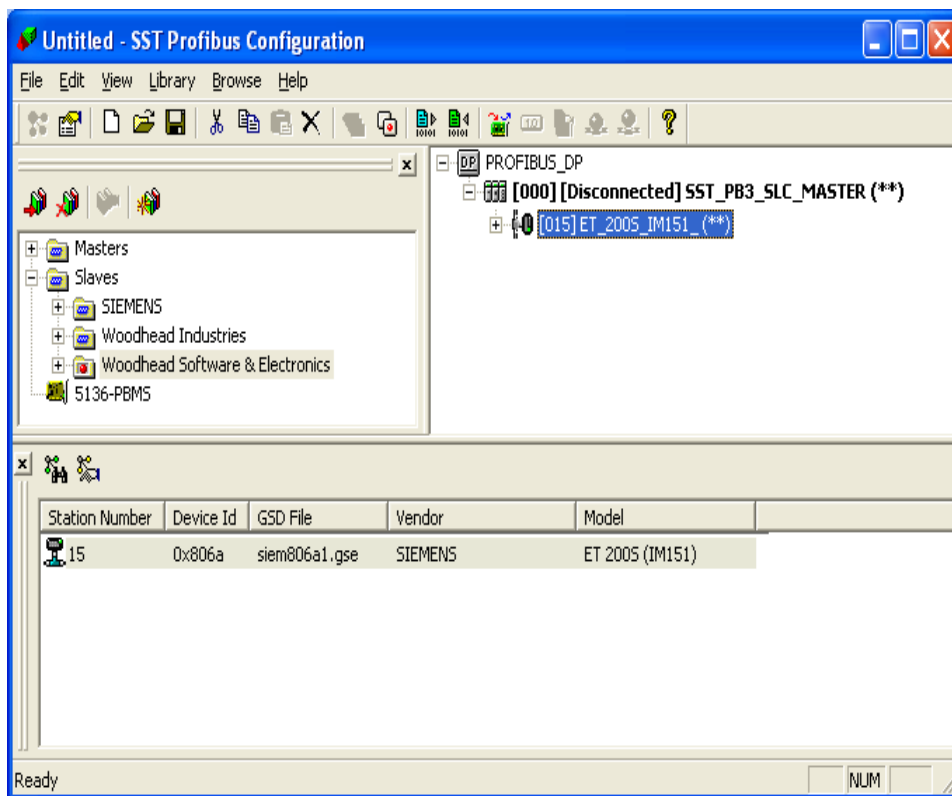 Untitled - SST Profibus Configuration
File Edit View Library Browse Help
PROFIBUS_DP
[000] [Disconnected] SST_PB3_SLC_MASTER (**)
[015] ET_200S_IM151_ (**)
Masters
Slaves
SIEMENS
Woodhead Industries
Woodhead Software & Electronics
5136-PBMS
Station Number Device Id GSD File Vendor Model
15 0x806a siem806a1.gse SIEMENS ET 200S (IM151)
Ready NUM